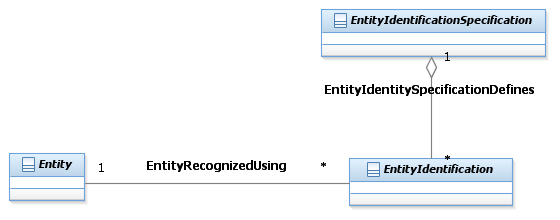 EntityIdentificationSpecification
1
EntityIdentitySpecificationDefines
Entity
1
EntityRecognizedUsing
*
*
EntityIdentification